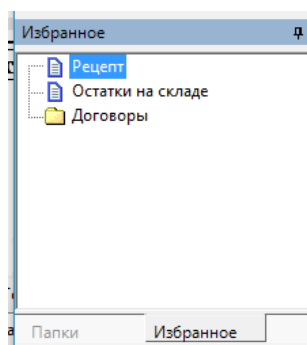 Избранное
Рецепт
Остатки на складе
Договоры
Папки
Избранное